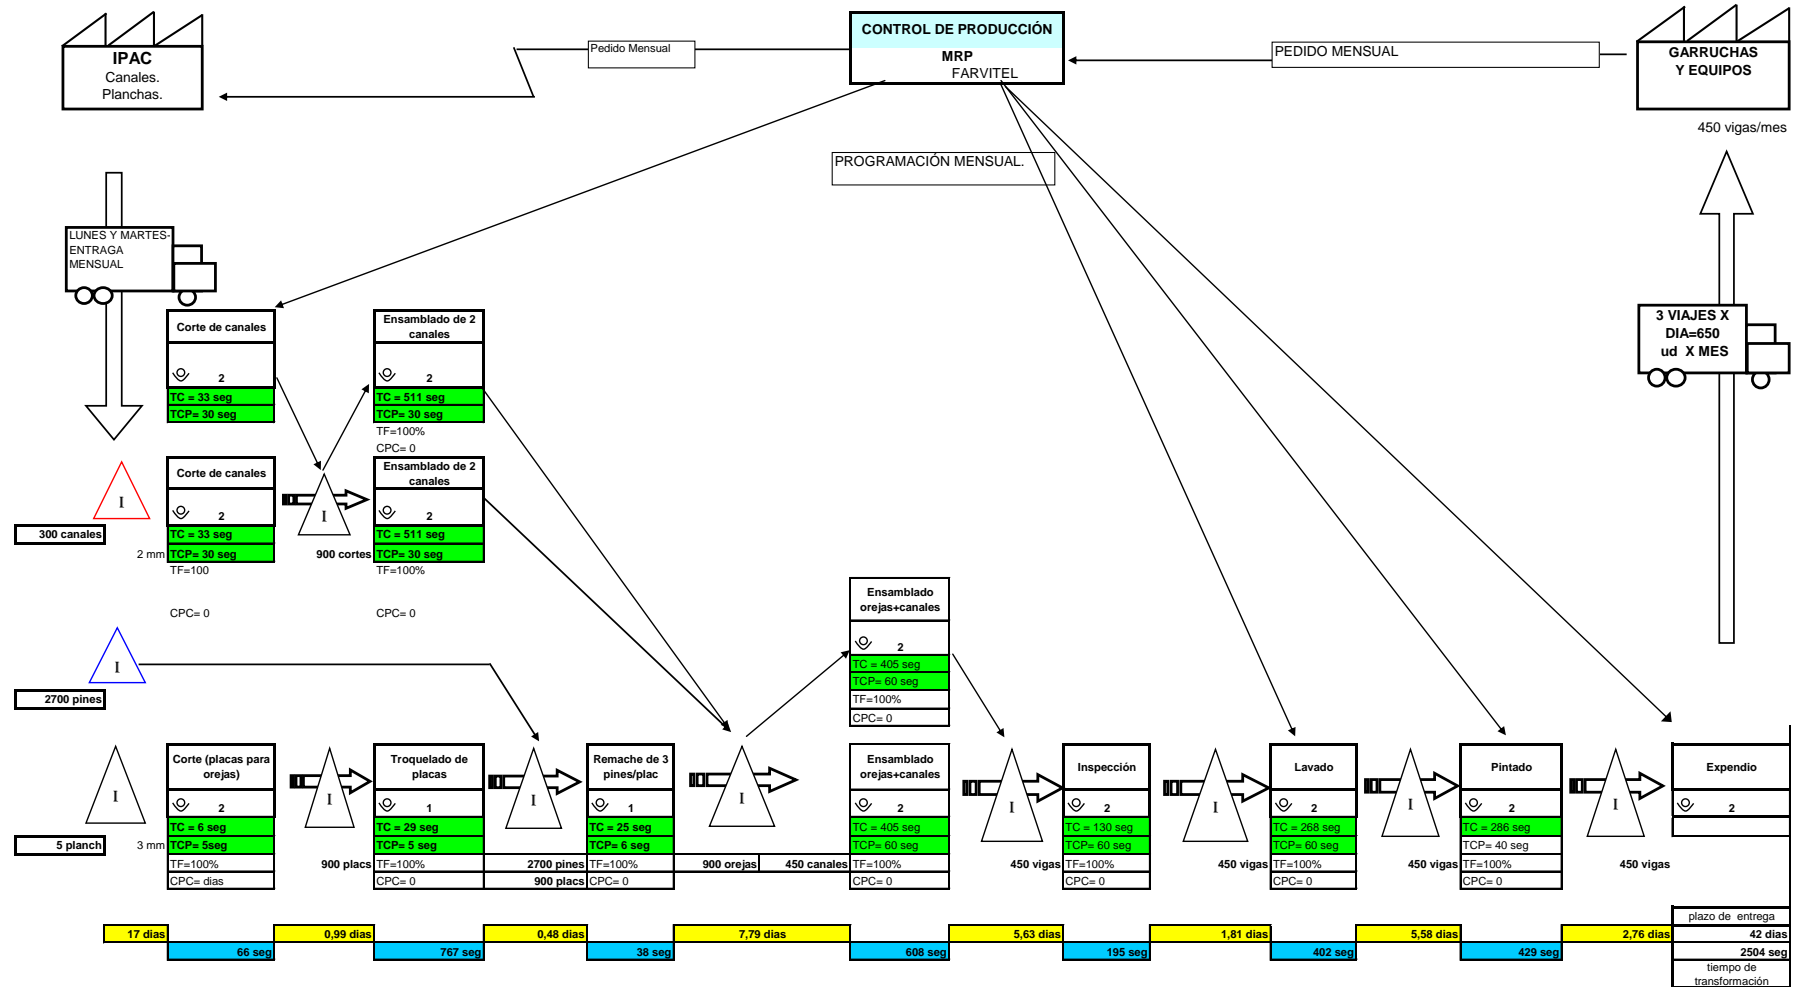 IPAC
Canales.
Planchas.
Pedido Mensual
CONTROL DE PRODUCCIÓN
MRP
FARVITEL
PEDIDO MENSUAL
GARRUCHAS
Y EQUIPOS
450 vigas/mes
PROGRAMACIÓN MENSUAL.
LUNES Y MARTES-
ENTRAGA
MENSUAL
3 VIAJES X
DIA=650
ud X MES
Corte de canales
2
TC = 33 seg
TCP= 30 seg
Ensamblado de 2
canales
2
TC = 511 seg
TCP= 30 seg
TF=100%
CPC= 0
I
300 canales
2 mm
Corte de canales
2
TC = 33 seg
TCP= 30 seg
TF=100
CPC= 0
I
900 cortes
Ensamblado de 2
canales
2
TC = 511 seg
TCP= 30 seg
TF=100%
CPC= 0
I
2700 pines
Ensamblado
orejas+canales
2
TC = 405 seg
TCP= 60 seg
TF=100%
CPC= 0
I
5 planch
3 mm
Corte (placas para
orejas)
2
TC = 6 seg
TCP= 5seg
TF=100%
CPC= dias
I
900 placs
Troquelado de
placas
1
TC = 29 seg
TCP= 5 seg
TF=100%
CPC= 0
I
2700 pines
900 placs
Remache de 3
pines/plac
1
TC = 25 seg
TCP= 6 seg
TF=100%
CPC= 0
I
900 orejas
450 canales
Ensamblado
orejas+canales
2
TC = 405 seg
TCP= 60 seg
TF=100%
CPC= 0
I
450 vigas
Inspección
2
TC = 130 seg
TCP= 60 seg
TF=100%
CPC= 0
I
450 vigas
Lavado
2
TC = 268 seg
TCP= 60 seg
TF=100%
CPC= 0
I
450 vigas
Pintado
2
TC = 286 seg
TCP= 40 seg
TF=100%
CPC= 0
I
450 vigas
Expendio
2
plazo de entrega
17 dias
0,99 dias
0,48 dias
7,79 dias
5,63 dias
1,81 dias
5,58 dias
2,76 dias
42 dias
66 seg
767 seg
38 seg
608 seg
195 seg
402 seg
429 seg
2504 seg
tiempo de
transformación